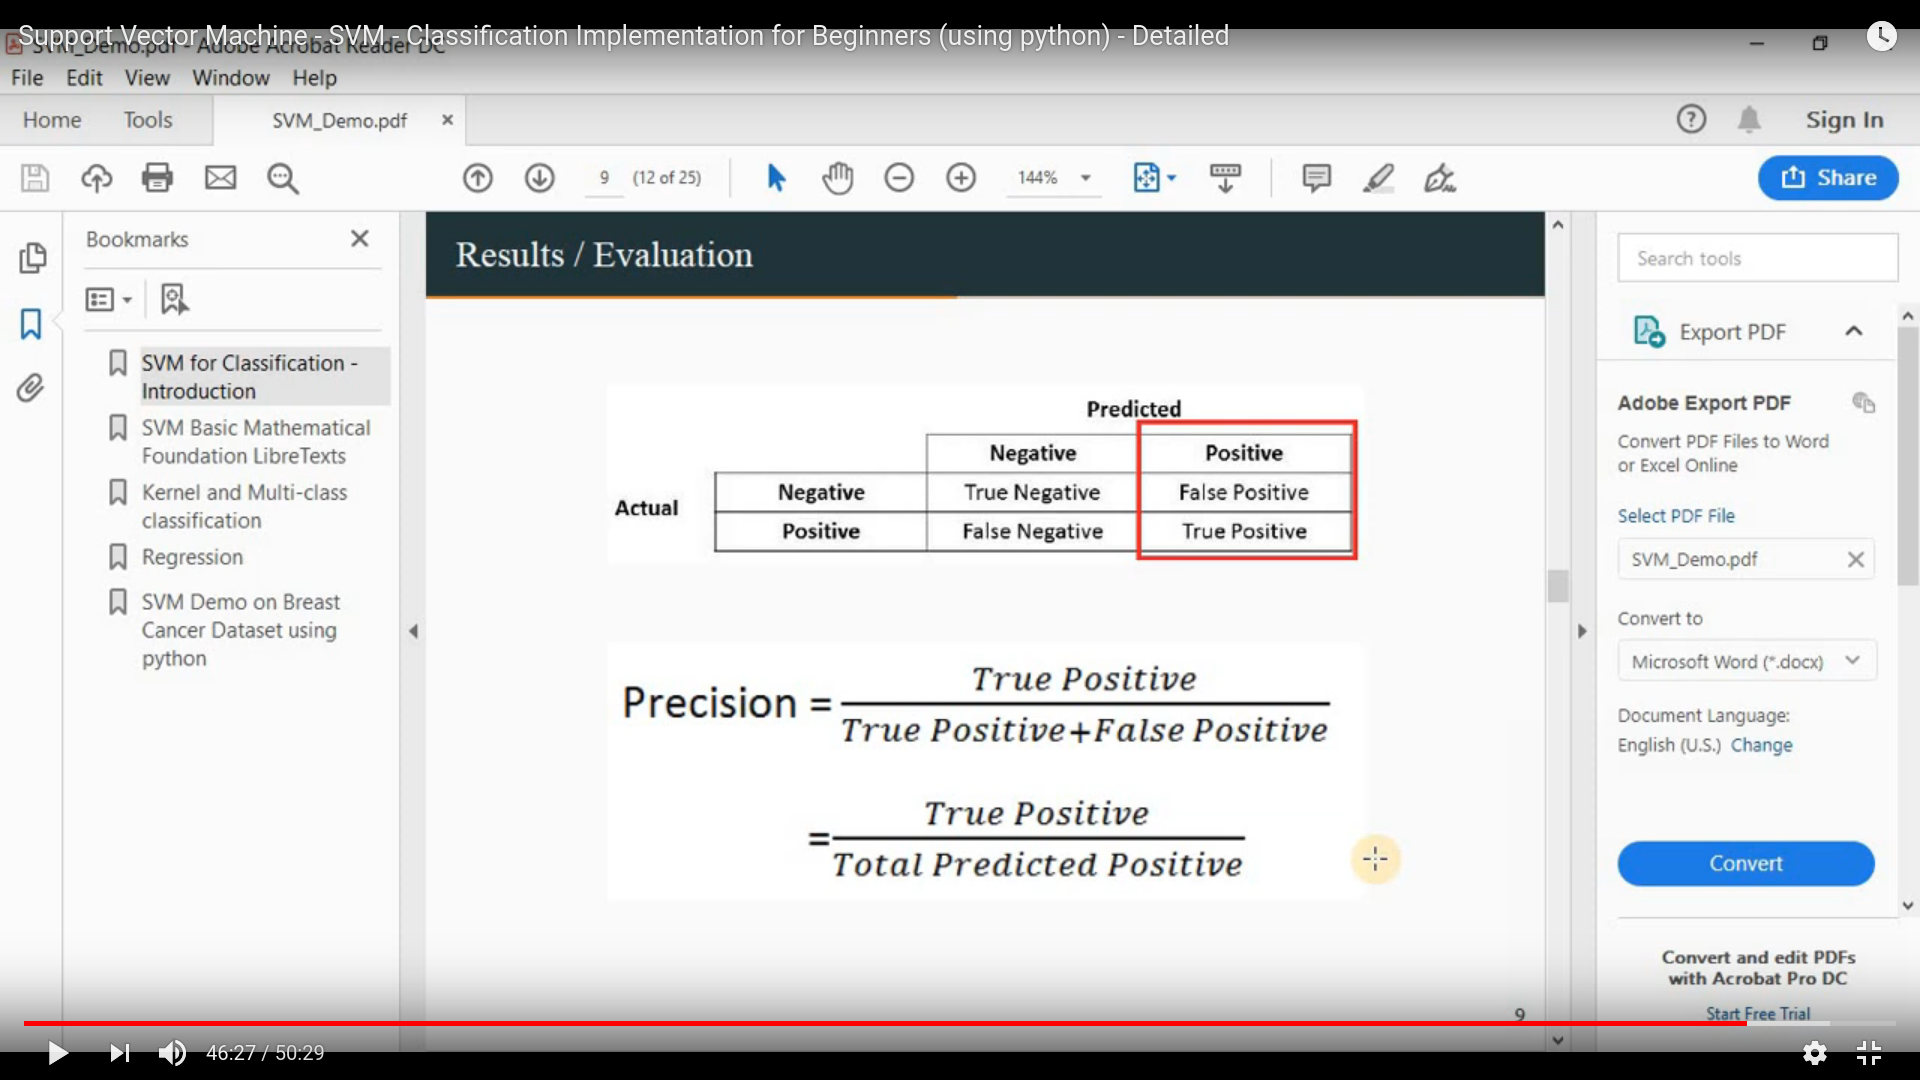 Support Vector Machine - SVM - Classification Implementation for Beginners (using python) - Detailed
SVM_Demo.pdf - Adobe Acrobat Reader DC
File Edit View Window Help
Home Tools SVM_Demo.pdf × Sign In
9 (12 of 25) 144% Share
Bookmarks
SVM for Classification -
Introduction
SVM Basic Mathematical
Foundation LibreTexts
Kernel and Multi-class
classification
Regression
SVM Demo on Breast
Cancer Dataset using
python
Results / Evaluation
Predicted
Negative Positive
Actual
Negative True Negative False Positive
Positive False Negative True Positive
Precision = True Positive
True Positive+False Positive
= True Positive
Total Predicted Positive
9
Search tools
Export PDF
Adobe Export PDF
Convert PDF Files to Word
or Excel Online
Select PDF File
SVM_Demo.pdf
Convert to
Microsoft Word (*.docx)
Document Language:
English (U.S.) Change
Convert
Convert and edit PDFs
with Acrobat Pro DC
Start Free Trial
46:27 / 50:29